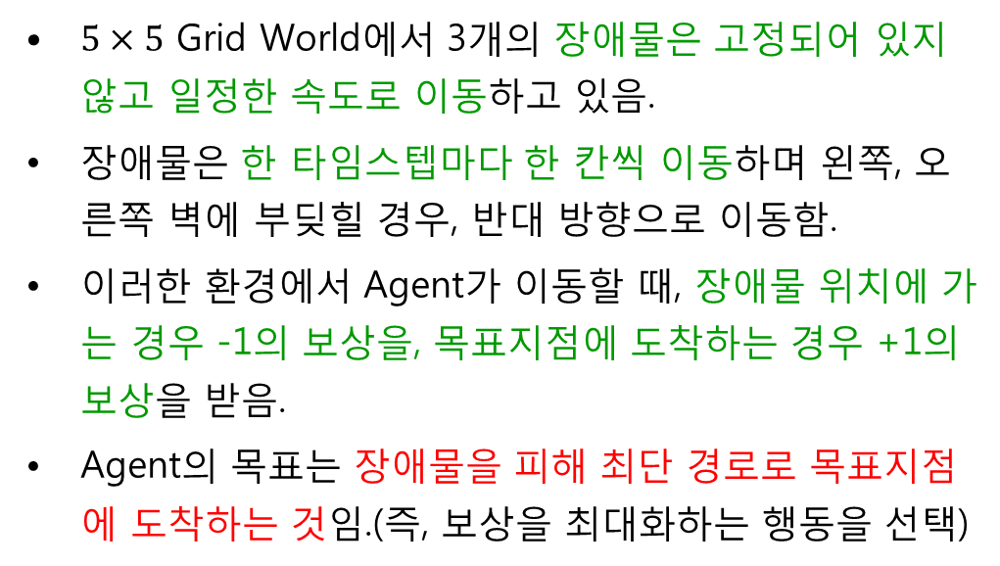 • 5 × 5 Grid World에서 3개의 장애물은 고정되어 있지
않고 일정한 속도로 이동하고 있음.
• 장애물은 한 타임스텝마다 한 칸씩 이동하며 왼쪽, 오
른쪽 벽에 부딪힐 경우, 반대 방향으로 이동함.
• 이러한 환경에서 Agent가 이동할 때, 장애물 위치에 가
는 경우 -1의 보상을, 목표지점에 도착하는 경우 +1의
보상을 받음.
• Agent의 목표는 장애물을 피해 최단 경로로 목표지점
에 도착하는 것임.(즉, 보상을 최대화하는 행동을 선택)